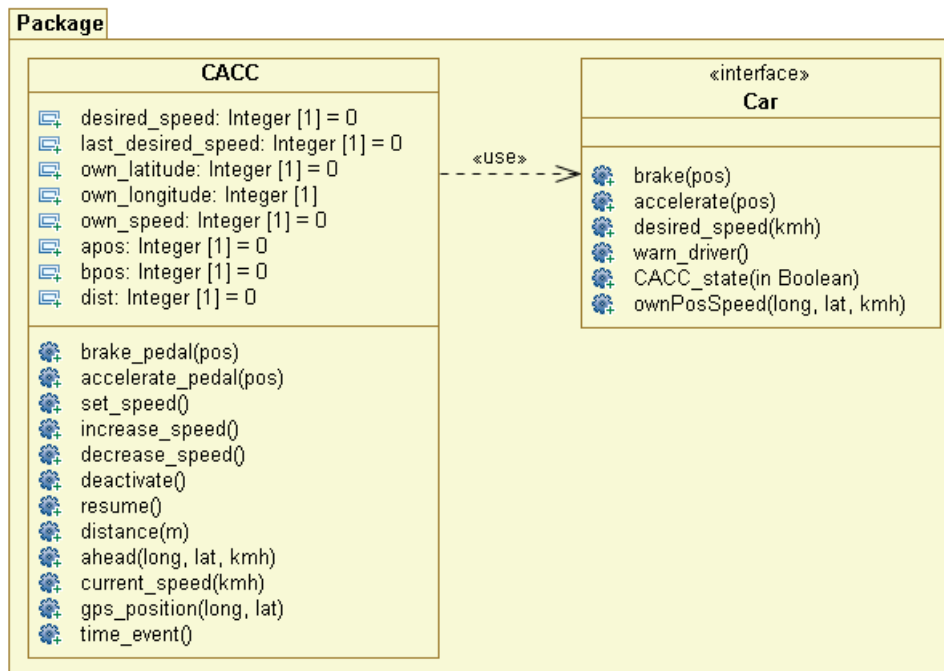 Package
CACC
desired_speed: Integer [1] = 0
last_desired_speed: Integer [1] = 0
own_latitude: Integer [1] = 0
own_longitude: Integer [1]
own_speed: Integer [1] = 0
apos: Integer [1] = 0
bpos: Integer [1] = 0
dist: Integer [1] = 0
brake_pedal(pos)
accelerate_pedal(pos)
set_speed()
increase_speed()
decrease_speed()
deactivate()
resume()
distance(m)
ahead(long, lat, kmh)
current_speed(kmh)
gps_position(long, lat)
time_event()
«use»
«interface»
Car
brake(pos)
accelerate(pos)
desired_speed(kmh)
warn_driver()
CACC_state(in Boolean)
ownPosSpeed(long, lat, kmh)